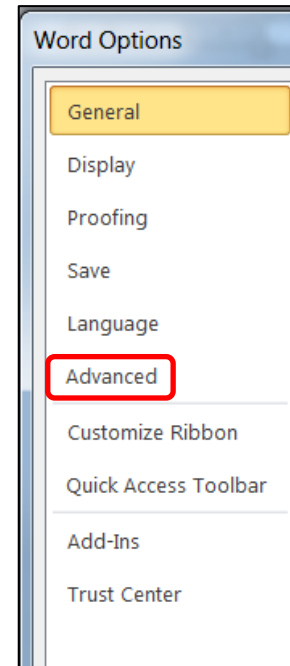 Word Options
General
Display
Proofing
Save
Language
Advanced
Customize Ribbon
Quick Access Toolbar
Add-Ins
Trust Center